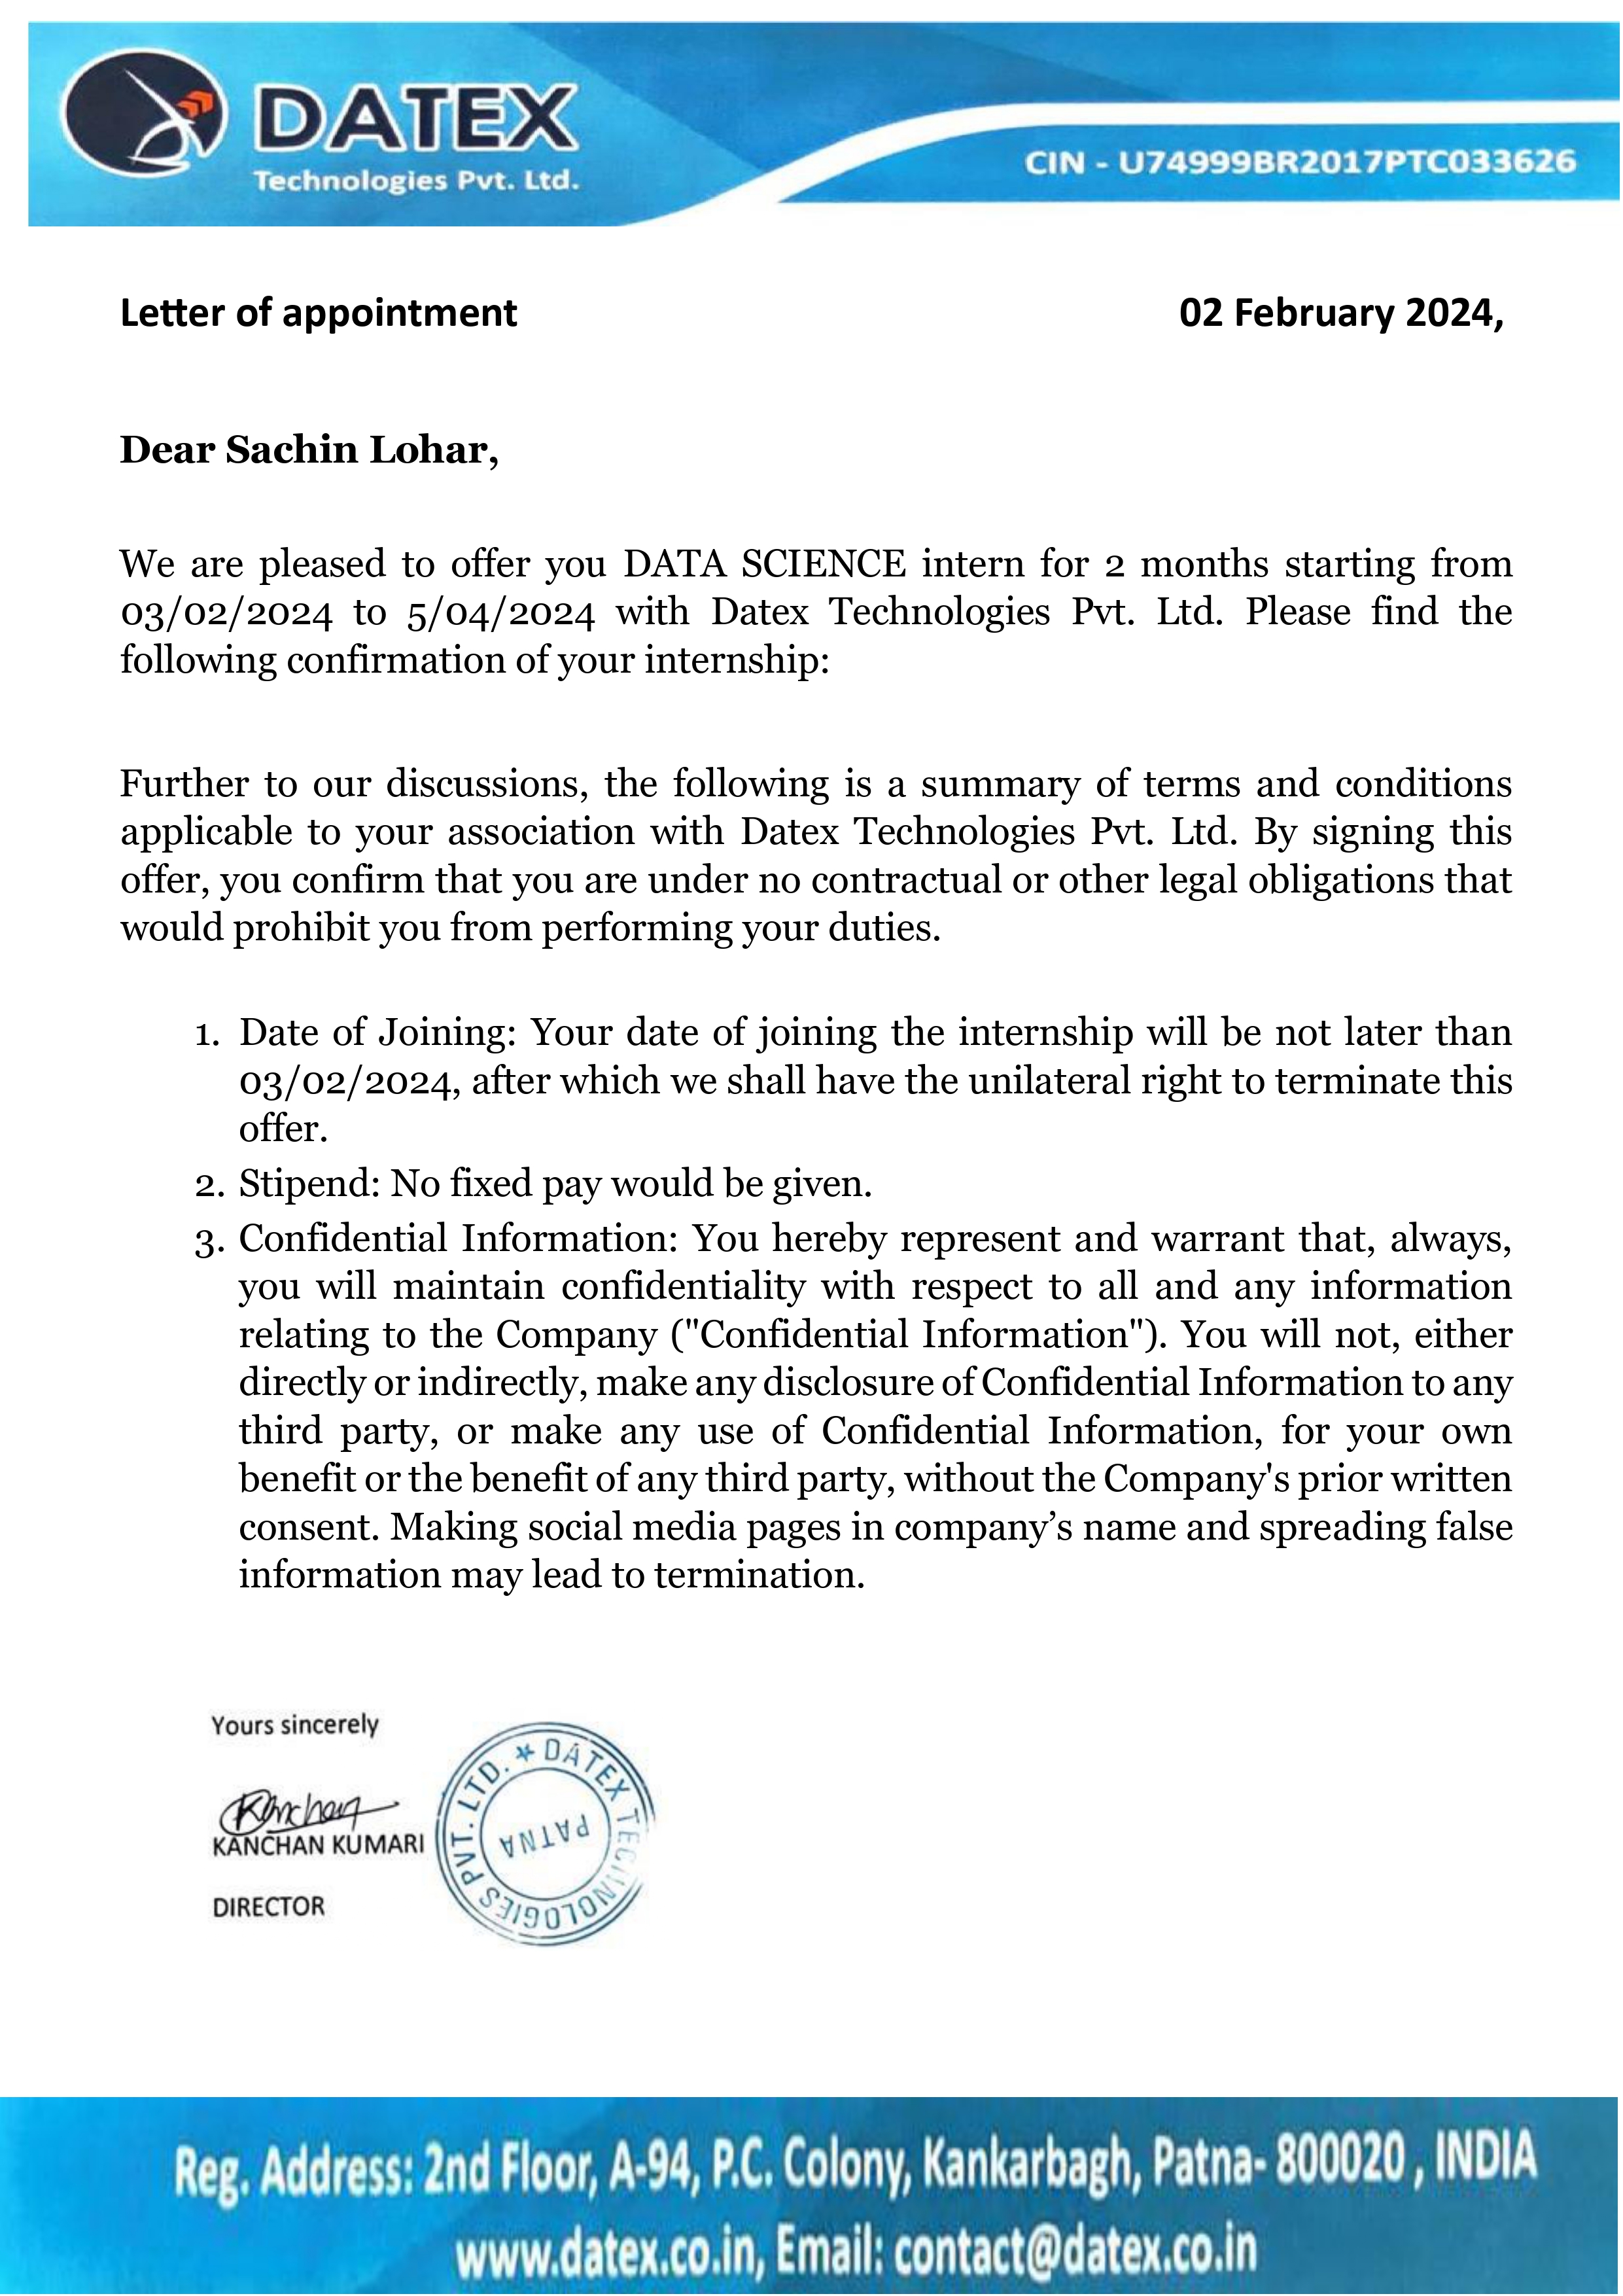 DATEX
Technologies Pvt. Ltd.
CIN - U74999BR2017PTC033626
Letter of appointment 02 February 2024,
Dear Sachin Lohar,
We are pleased to offer you DATA SCIENCE intern for 2 months starting from
03/02/2024 to 5/04/2024 with Datex Technologies Pvt. Ltd. Please find the
following confirmation of your internship:
Further to our discussions, the following is a summary of terms and conditions
applicable to your association with Datex Technologies Pvt. Ltd. By signing this
offer, you confirm that you are under no contractual or other legal obligations that
would prohibit you from performing your duties.
1. Date of Joining: Your date of joining the internship will be not later than
03/02/2024, after which we shall have the unilateral right to terminate this
offer.
2. Stipend: No fixed pay would be given.
3. Confidential Information: You hereby represent and warrant that, always,
you will maintain confidentiality with respect to all and any information
relating to the Company ("Confidential Information"). You will not, either
directly or indirectly, make any disclosure of Confidential Information to any
third party, or make any use of Confidential Information, for your own
benefit or the benefit of any third party, without the Company's prior written
consent. Making social media pages in company’s name and spreading false
information may lead to termination.
Yours sincerely
Kanchan
KANCHAN KUMARI
DIRECTOR
★ DATEX TECHNOLOGIES PVT. LTD.
PATNA
Reg. Address: 2nd Floor, A-94, P.C. Colony, Kankarbagh, Patna- 800020 , INDIA
www.datex.co.in, Email: contact@datex.co.in